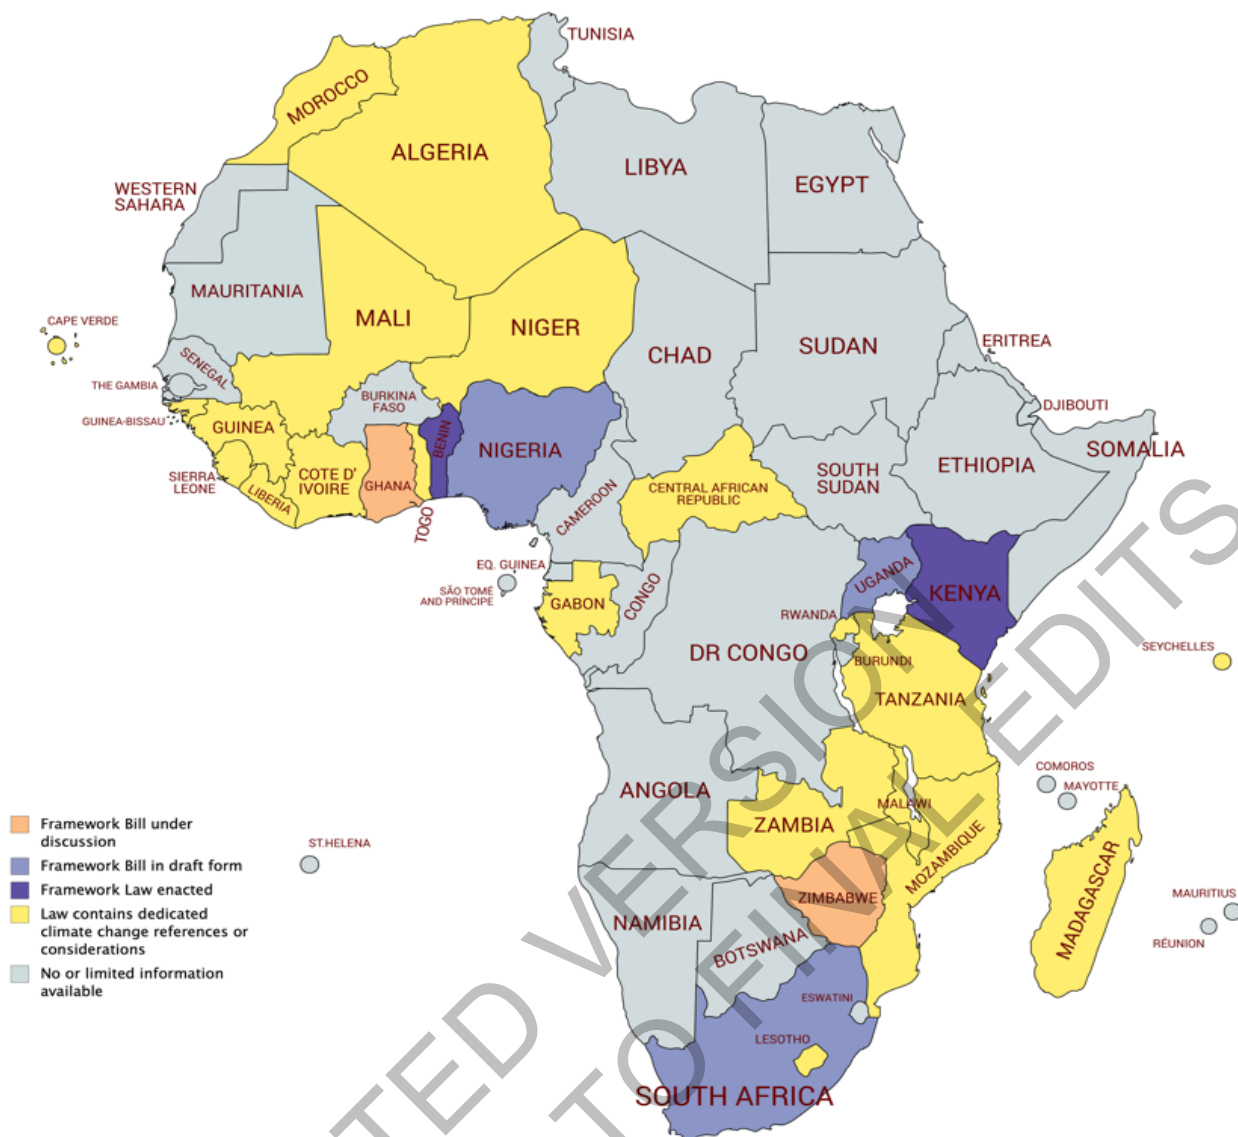 TUNISIA
MOROCCO
ALGERIA
LIBYA
EGYPT
WESTERN
SAHARA
MAURITANIA
MALI
NIGER
CHAD
SUDAN
ERITREA
CAPE VERDE
SENEGAL
THE GAMBIA
BURKINA
FASO
DJIBOUTI
GUINEA-BISSAU
GUINEA
BENIN
NIGERIA
SOMALIA
SIERRA
LEONE
LIBERIA
COTE D'
IVOIRE
GHANA
TOGO
CAMEROON
CENTRAL AFRICAN
REPUBLIC
SOUTH
SUDAN
ETHIOPIA
EQ. GUINEA
SÃO TOMÉ
AND PRÍNCIPE
GABON
CONGO
UGANDA
KENYA
RWANDA
DR CONGO
BURUNDI
TANZANIA
SEYCHELLES
COMOROS
MAYOTTE
ANGOLA
ZAMBIA
MALAWI
MOZAMBIQUE
MADAGASCAR
ST.HELENA
NAMIBIA
BOTSWANA
ZIMBABWE
MAURITIUS
RÉUNION
ESWATINI
LESOTHO
SOUTH AFRICA
Framework Bill under
discussion
Framework Bill in draft form
Framework Law enacted
Law contains dedicated
climate change references or
considerations
No or limited information
available
TED VERSION
TO FINAL EDITS